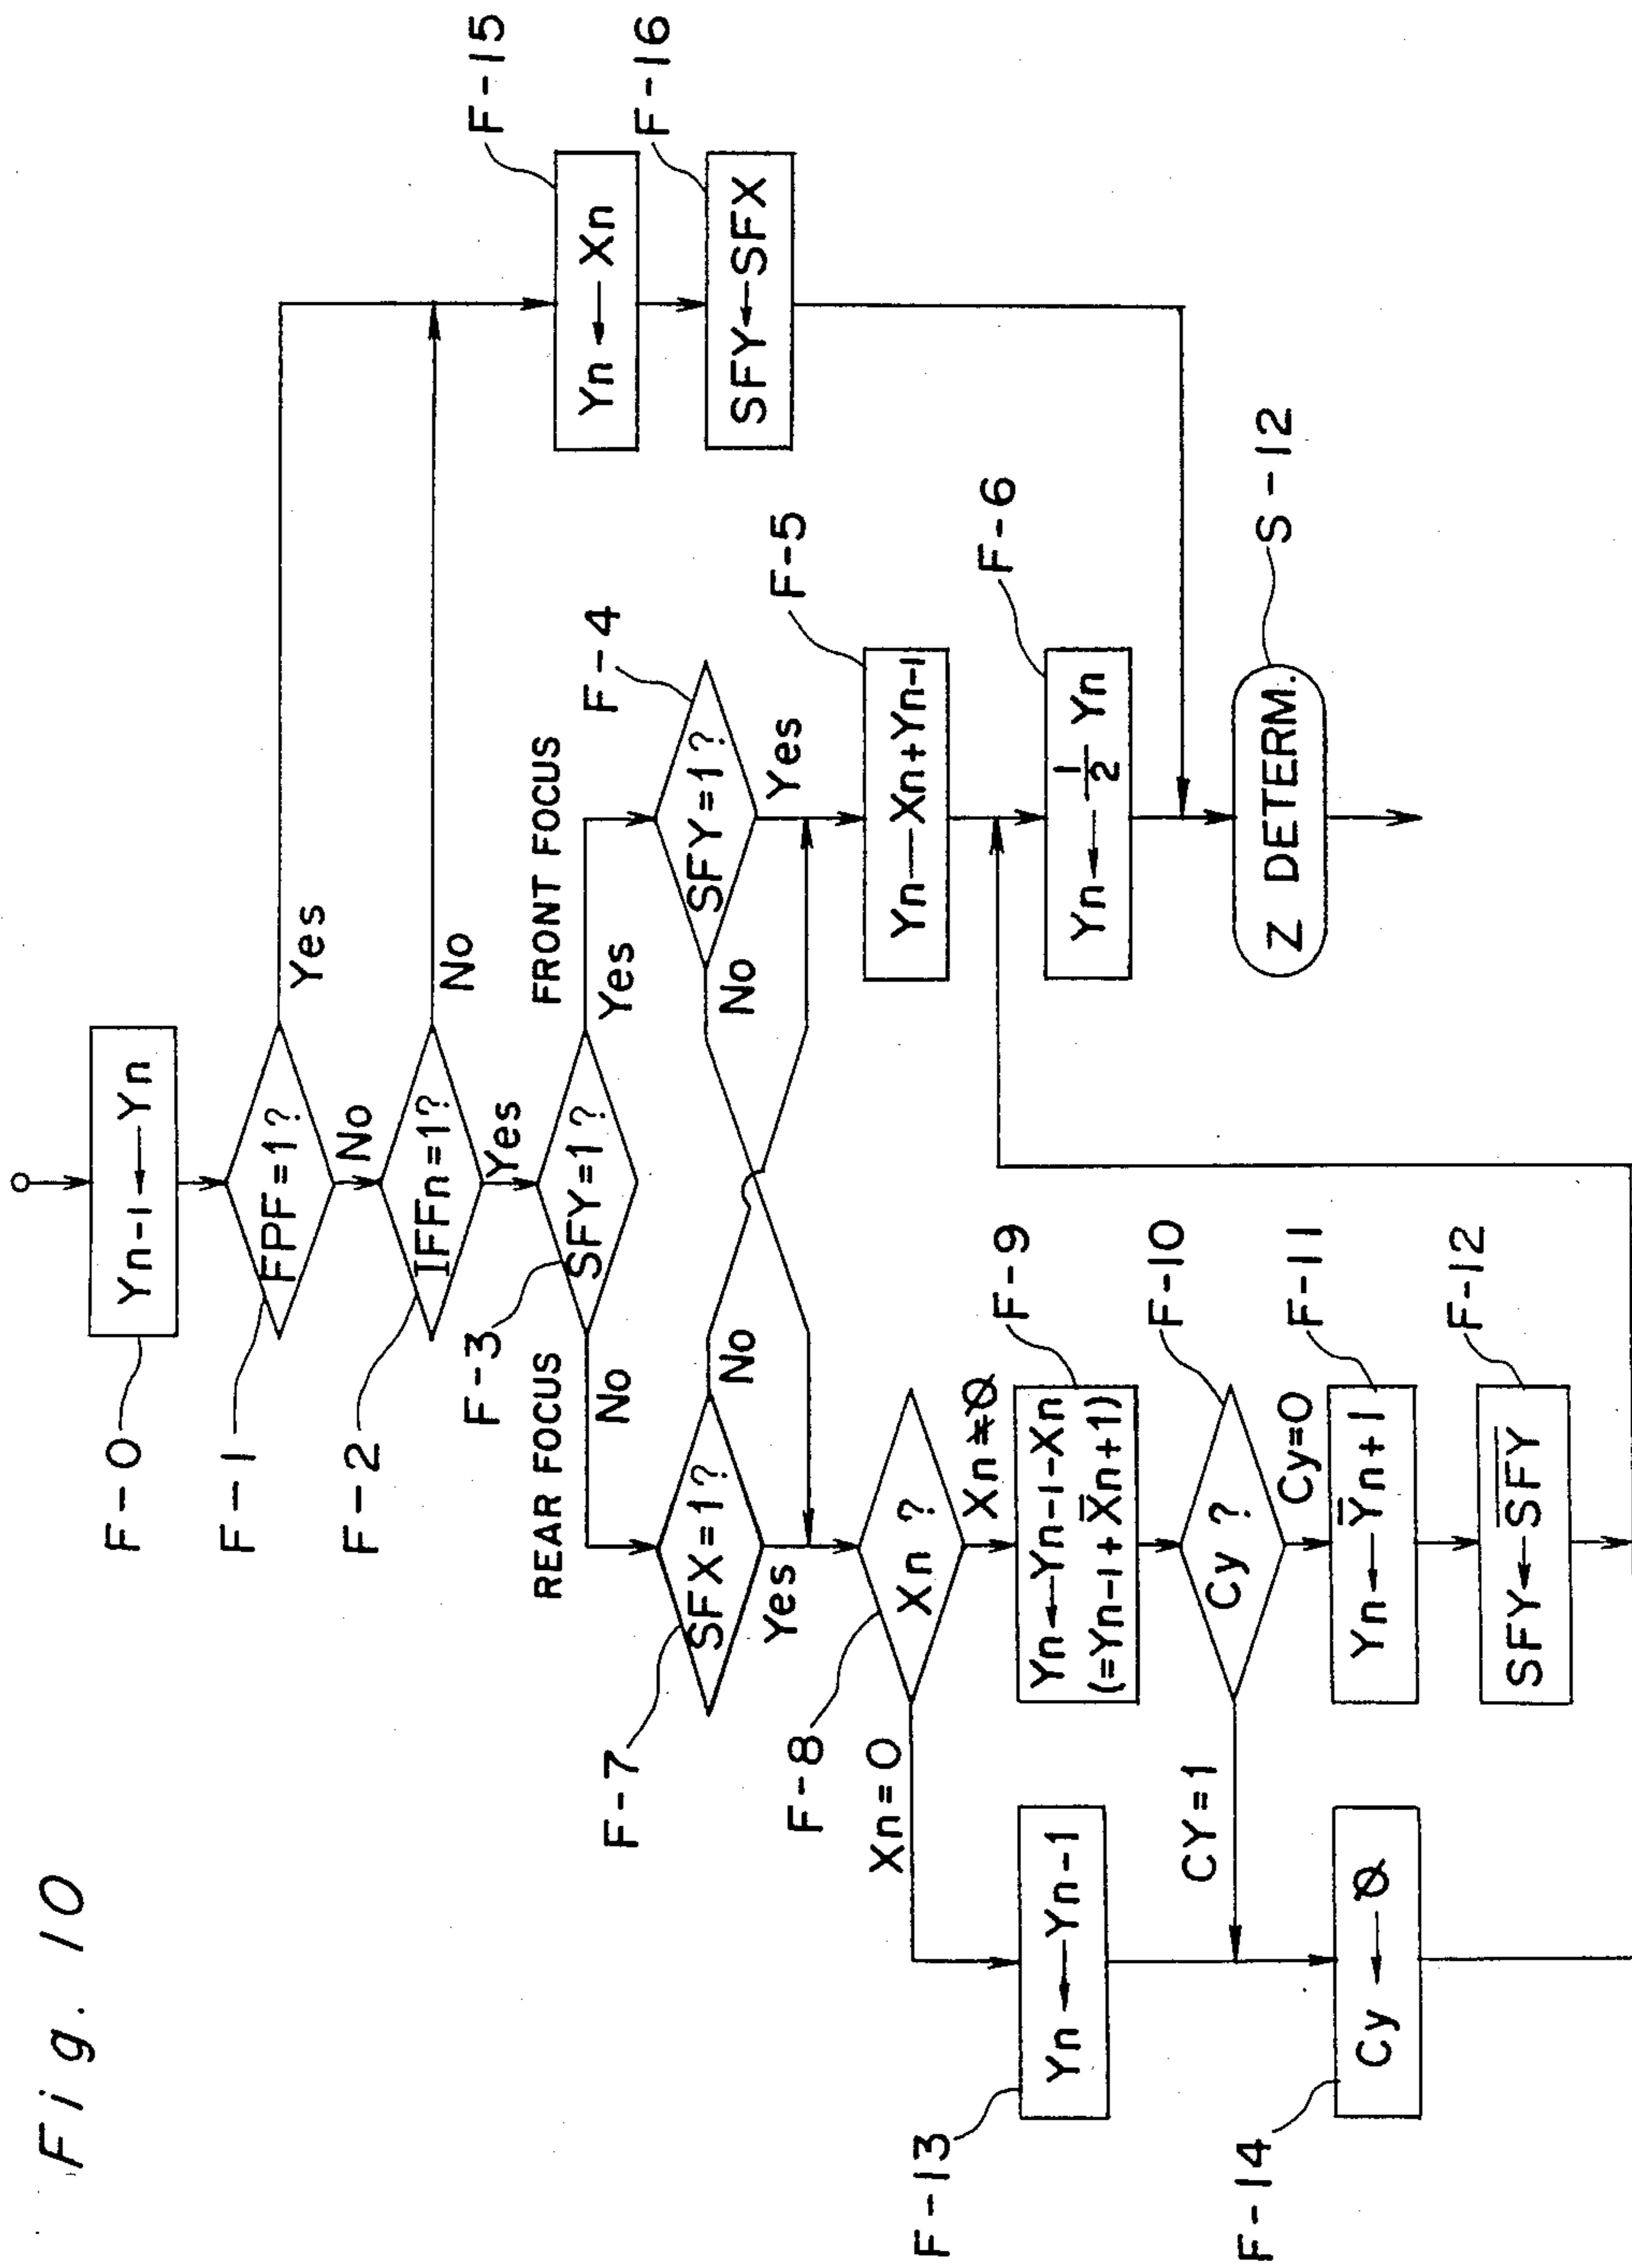 Fig. 10
F-0
Yn-1 ← Yn
F-1
FPF=1?
Yes
No
F-2
IFFn=1?
No
Yes
F-3
SFY=1?
REAR FOCUS
No
FRONT FOCUS
Yes
F-7
SFX=1?
No
Yes
F-4
SFY=1?
No
Yes
F-15
Yn ← Xn
F-16
SFY←SFX
F-5
Yn—Xn+Yn-1
F-6
Yn ← 1/2 Yn
S-12
Z DETERM.
F-8
Xn ?
Xn=0
Xn≠Ø
F-9
Yn←Yn-1-Xn
(=Yn-1+X̅n+1)
F-10
Cy ?
CY=1
Cy=0
F-11
Yn←Y̅n+1
F-12
SFY←S̅F̅Y̅
F-13
Yn ← Yn-1
F-14
Cy ← Ø